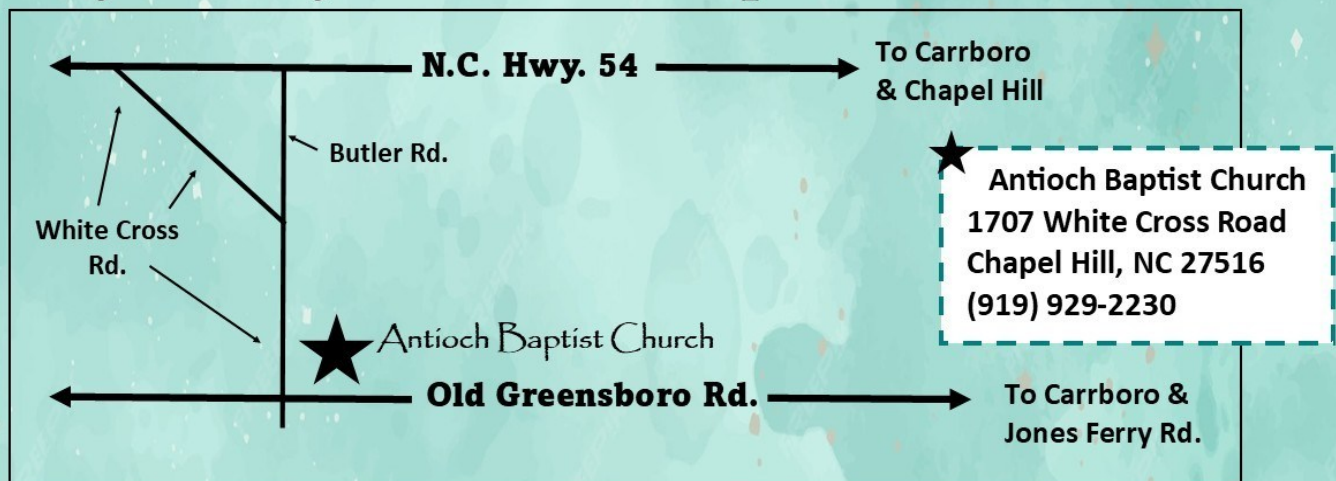 N.C. Hwy. 54
To Carrboro
& Chapel Hill
Butler Rd.
Antioch Baptist Church
1707 White Cross Road
Chapel Hill, NC 27516
(919) 929-2230
White Cross
Rd.
Antioch Baptist Church
Old Greensboro Rd.
To Carrboro &
Jones Ferry Rd.